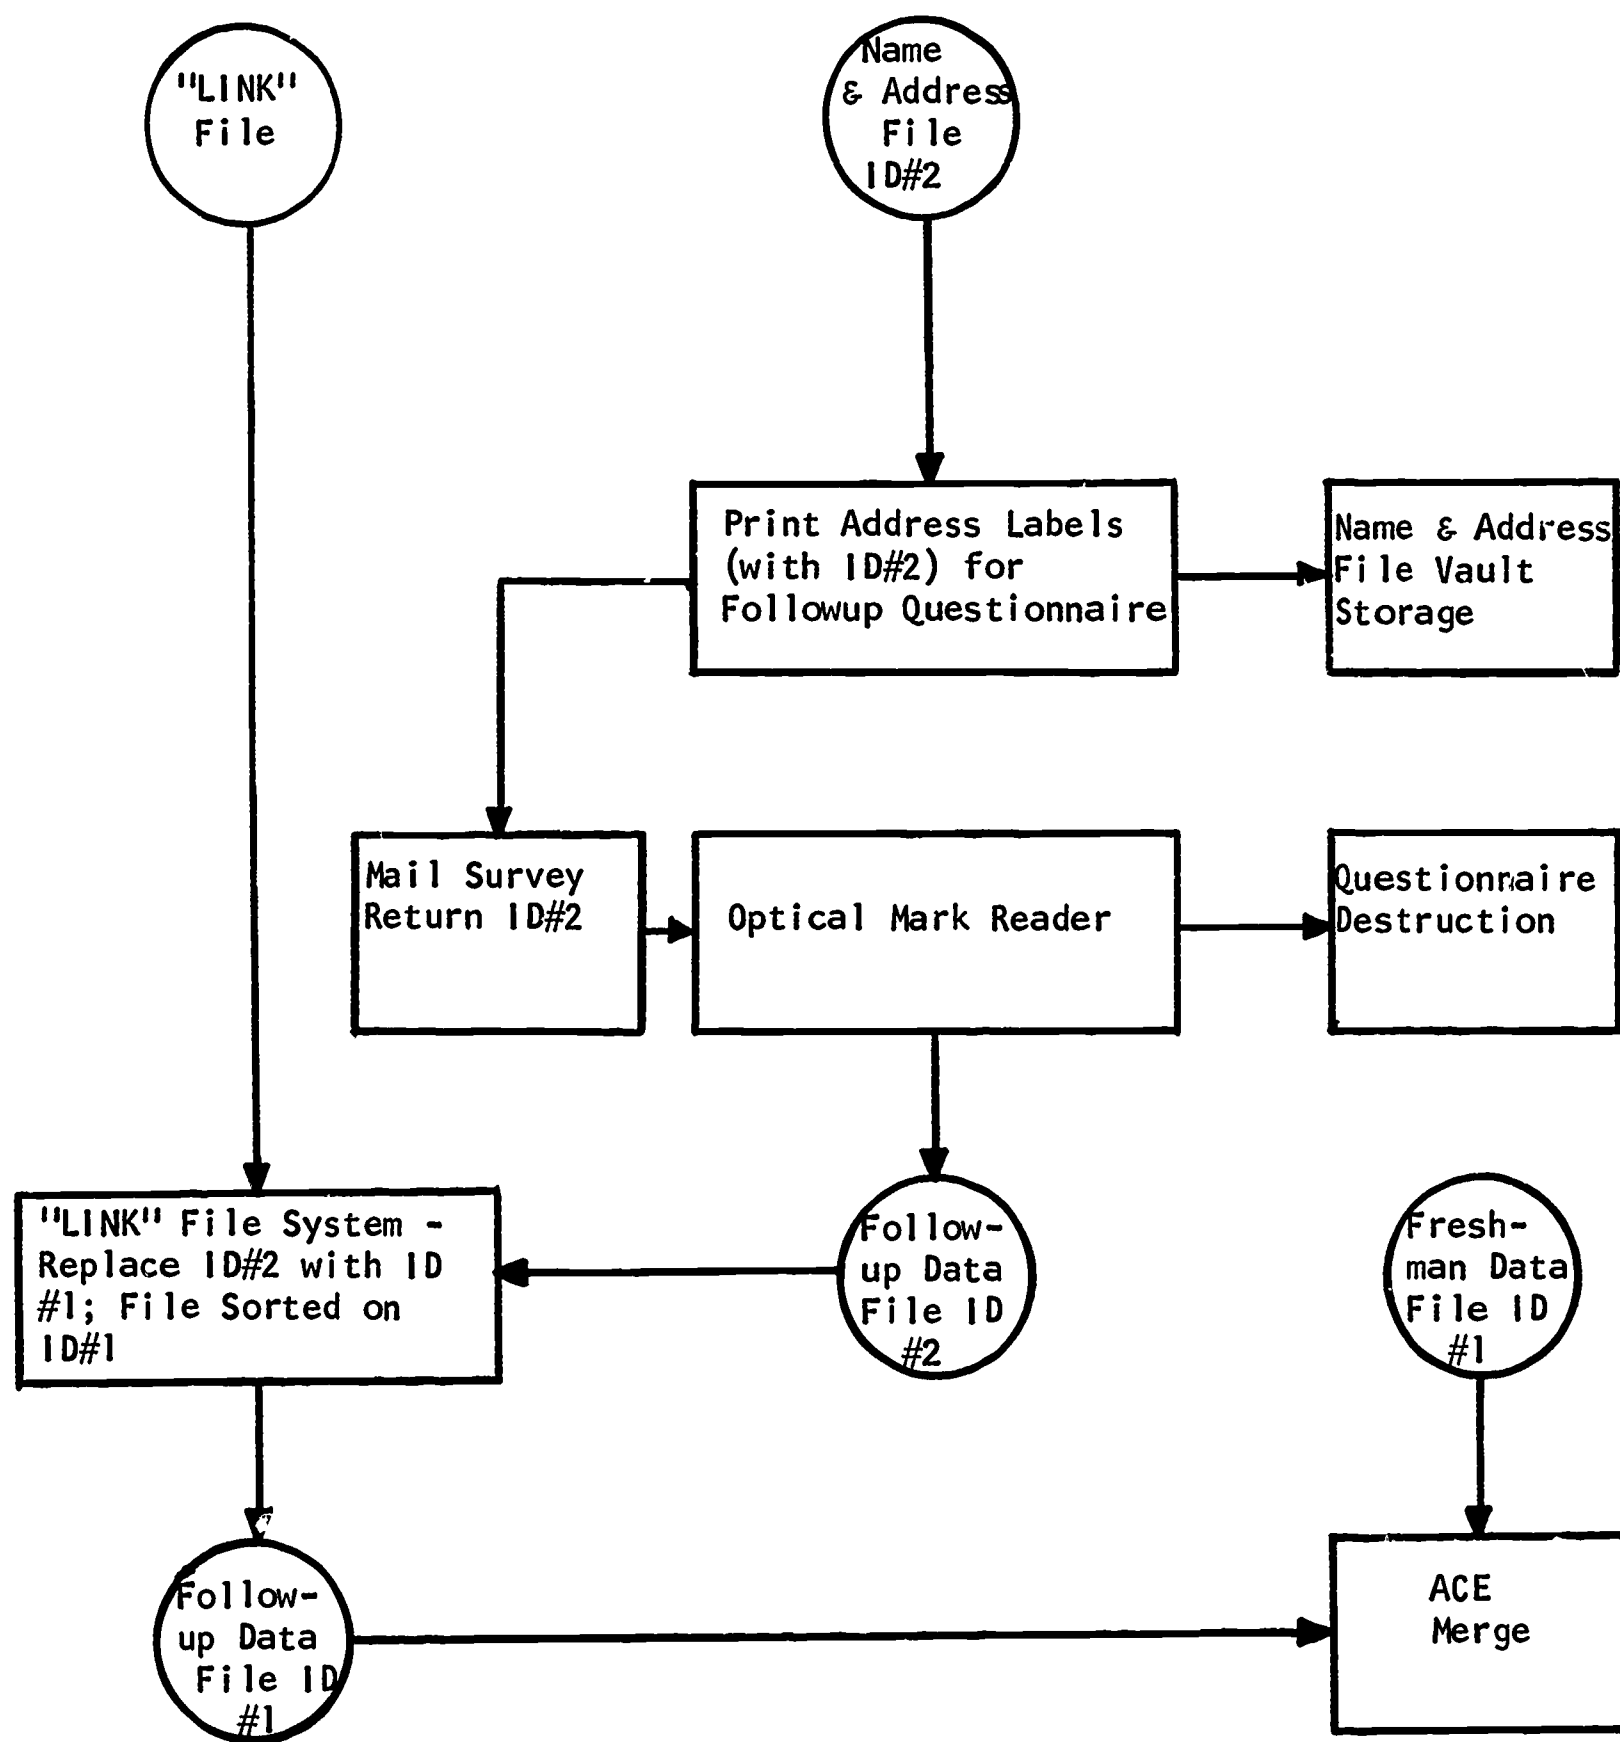 "LINK"
File
Name
& Address
File
ID#2
Print Address Labels
(with ID#2) for
Followup Questionnaire
Name & Address
File Vault
Storage
Mail Survey
Return ID#2
Optical Mark Reader
Questionnaire
Destruction
"LINK" File System -
Replace ID#2 with ID
#1; File Sorted on
ID#1
Follow-
up Data
File ID
#2
Fresh-
man Data
File ID
#1
Follow-
up Data
File ID
#1
ACE
Merge